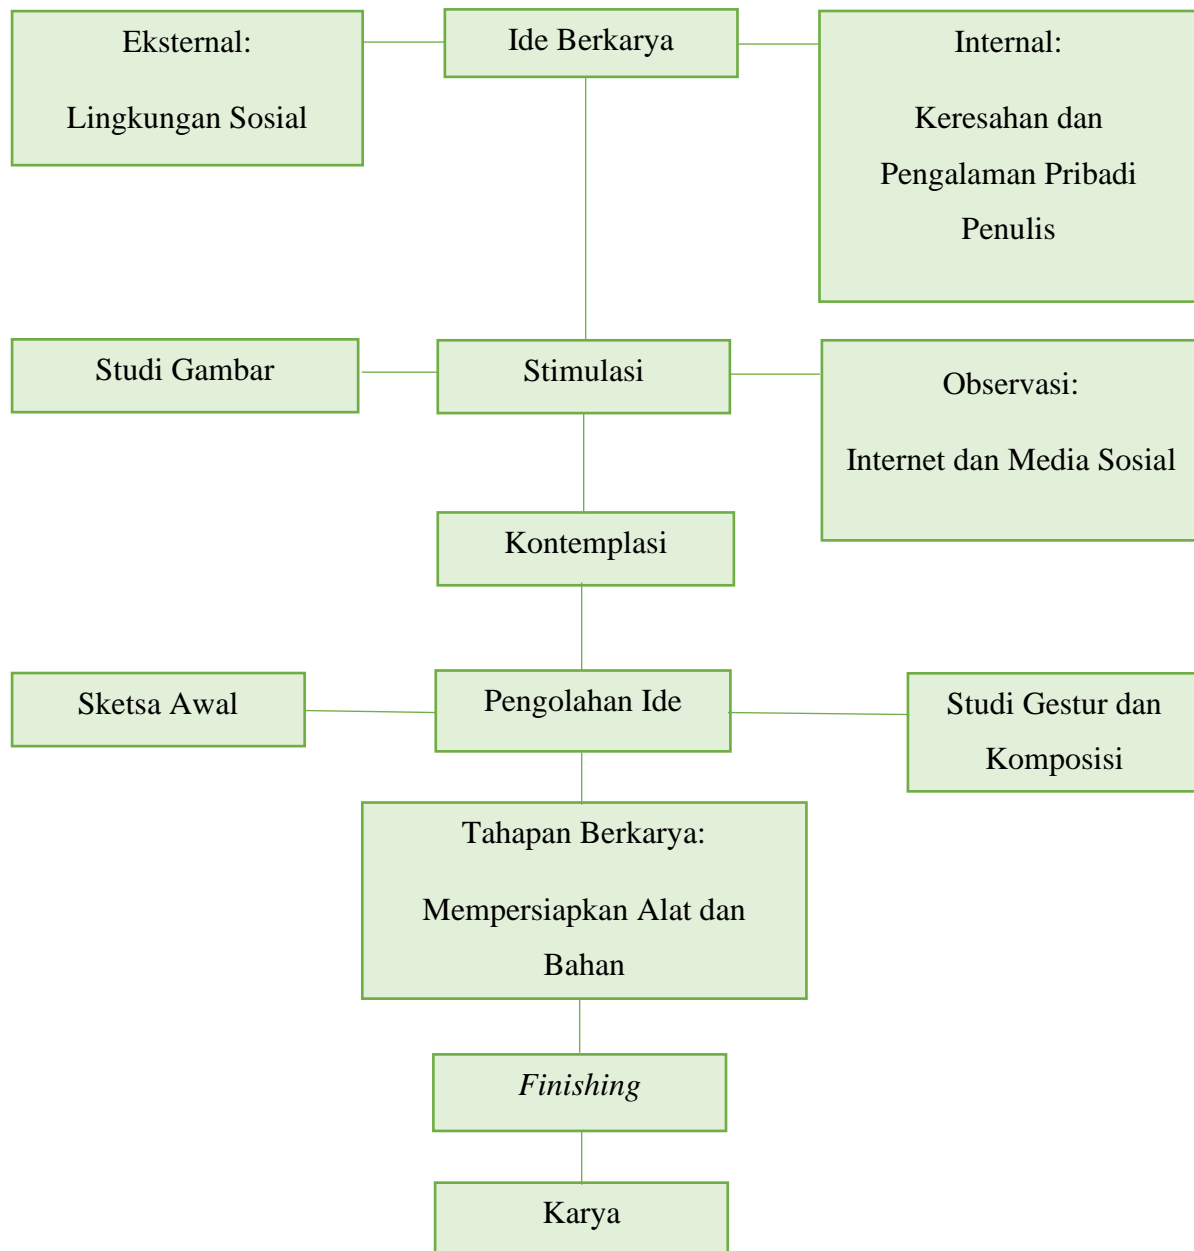 Eksternal:
Lingkungan Sosial
Ide Berkarya
Internal:
Keresahan dan
Pengalaman Pribadi
Penulis
Studi Gambar
Stimulasi
Observasi:
Internet dan Media Sosial
Kontemplasi
Sketsa Awal
Pengolahan Ide
Studi Gestur dan
Komposisi
Tahapan Berkarya:
Mempersiapkan Alat dan
Bahan
Finishing
Karya